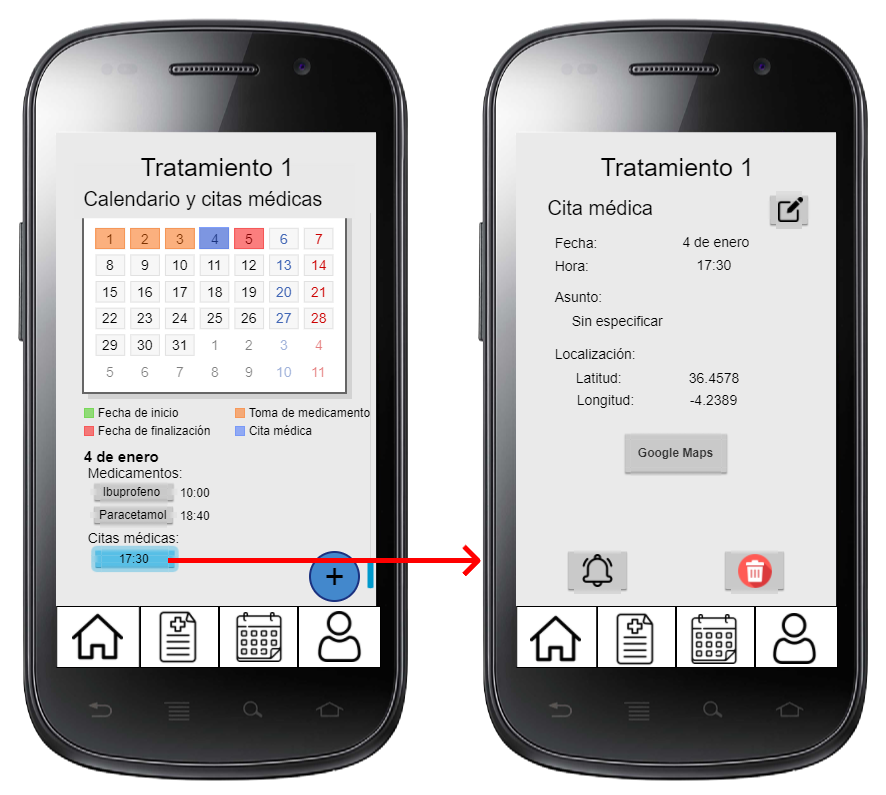 Tratamiento 1
Calendario y citas médicas
1 2 3 4 5 6 7
8 9 10 11 12 13 14
15 16 17 18 19 20 21
22 23 24 25 26 27 28
29 30 31 1 2 3 4
5 6 7 8 9 10 11
Fecha de inicio Toma de medicamento
Fecha de finalización Cita médica
4 de enero
Medicamentos:
Ibuprofeno 10:00
Paracetamol 18:40
Citas médicas:
17:30
+
Tratamiento 1
Cita médica
Fecha: 4 de enero
Hora: 17:30
Asunto:
Sin especificar
Localización:
Latitud: 36.4578
Longitud: -4.2389
Google Maps